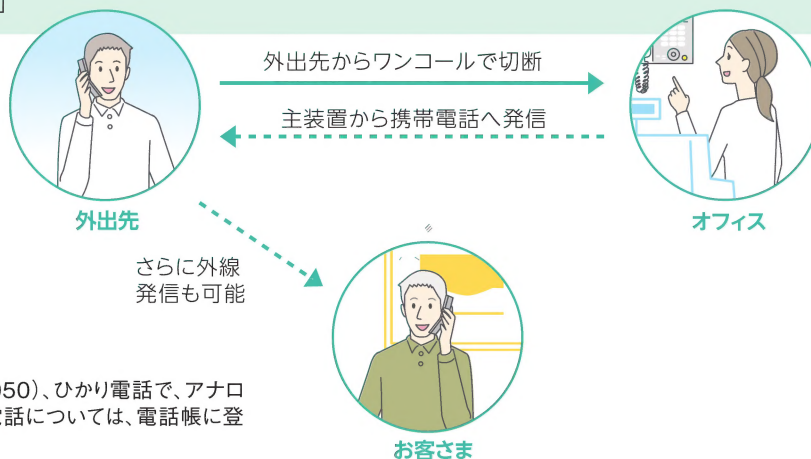 」
外出先からワンコールで切断
主装置から携帯電話へ発信
外出先
オフィス
さらに外線
発信も可能
050)、ひかり電話で、アナロ
話については、電話帳に登
お客さま